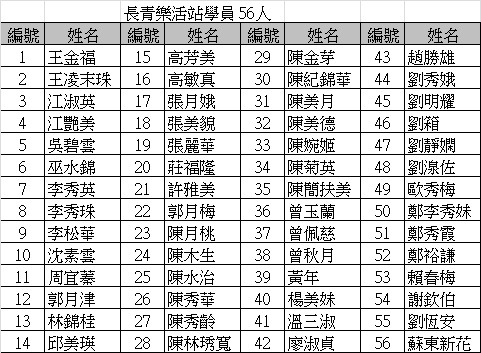 長青樂活站學員56人
編號 姓名 編號 姓名 編號 姓名 編號 姓名
1 王金福 15 高芳美 29 陳金芽 43 趙勝雄
2 王凌末珠 16 高敏真 30 陳紀錦華 44 劉秀娥
3 江淑英 17 張月娥 31 陳美月 45 劉明耀
4 江艷美 18 張美貌 32 陳美德 46 劉箱
5 吳碧雲 19 張麗華 33 陳婉姬 47 劉靜嫻
6 巫水錦 20 莊福隆 34 陳菊英 48 劉湶佐
7 李秀英 21 許雅美 35 陳簡扶美 49 歐秀梅
8 李秀珠 22 郭月梅 36 曾玉蘭 50 鄭李秀妹
9 李松華 23 陳月桃 37 曾佩慈 51 鄭秀霞
10 沈素雲 24 陳木生 38 曾秋月 52 鄭裕謙
11 周宜蓁 25 陳水治 39 黃年 53 賴春梅
12 郭月津 26 陳秀華 40 楊美妹 54 謝欽伯
13 林錦桂 27 陳秀齡 41 溫三淑 55 劉恆安
14 邱美瑛 28 陳林琇寬 42 廖淑貞 56 蘇東新花